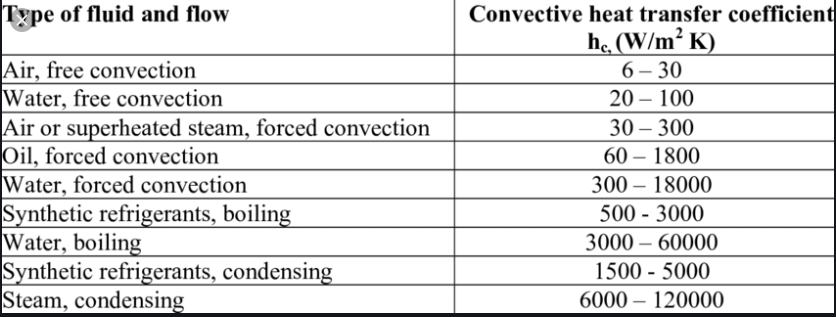 Type of fluid and flow Convective heat transfer coefficient
h_c, (W/m² K)
Air, free convection 6 – 30
Water, free convection 20 – 100
Air or superheated steam, forced convection 30 – 300
Oil, forced convection 60 – 1800
Water, forced convection 300 – 18000
Synthetic refrigerants, boiling 500 - 3000
Water, boiling 3000 – 60000
Synthetic refrigerants, condensing 1500 - 5000
Steam, condensing 6000 – 120000